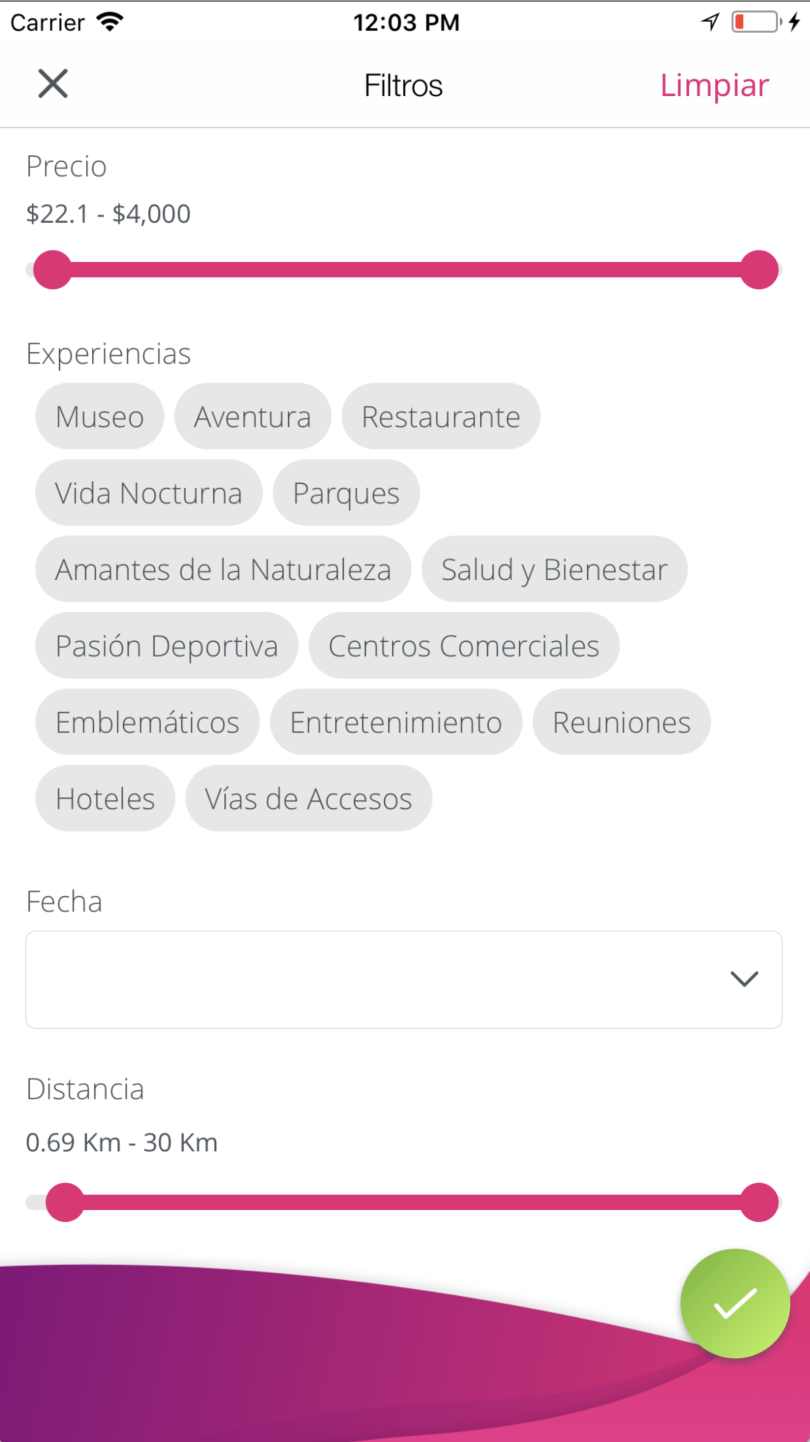 Carrier 12:03 PM
Filtros Limpiar
Precio
$22.1 - $4,000
Experiencias
Museo Aventura Restaurante
Vida Nocturna Parques
Amantes de la Naturaleza Salud y Bienestar
Pasión Deportiva Centros Comerciales
Emblemáticos Entretenimiento Reuniones
Hoteles Vías de Accesos
Fecha
Distancia
0.69 Km - 30 Km